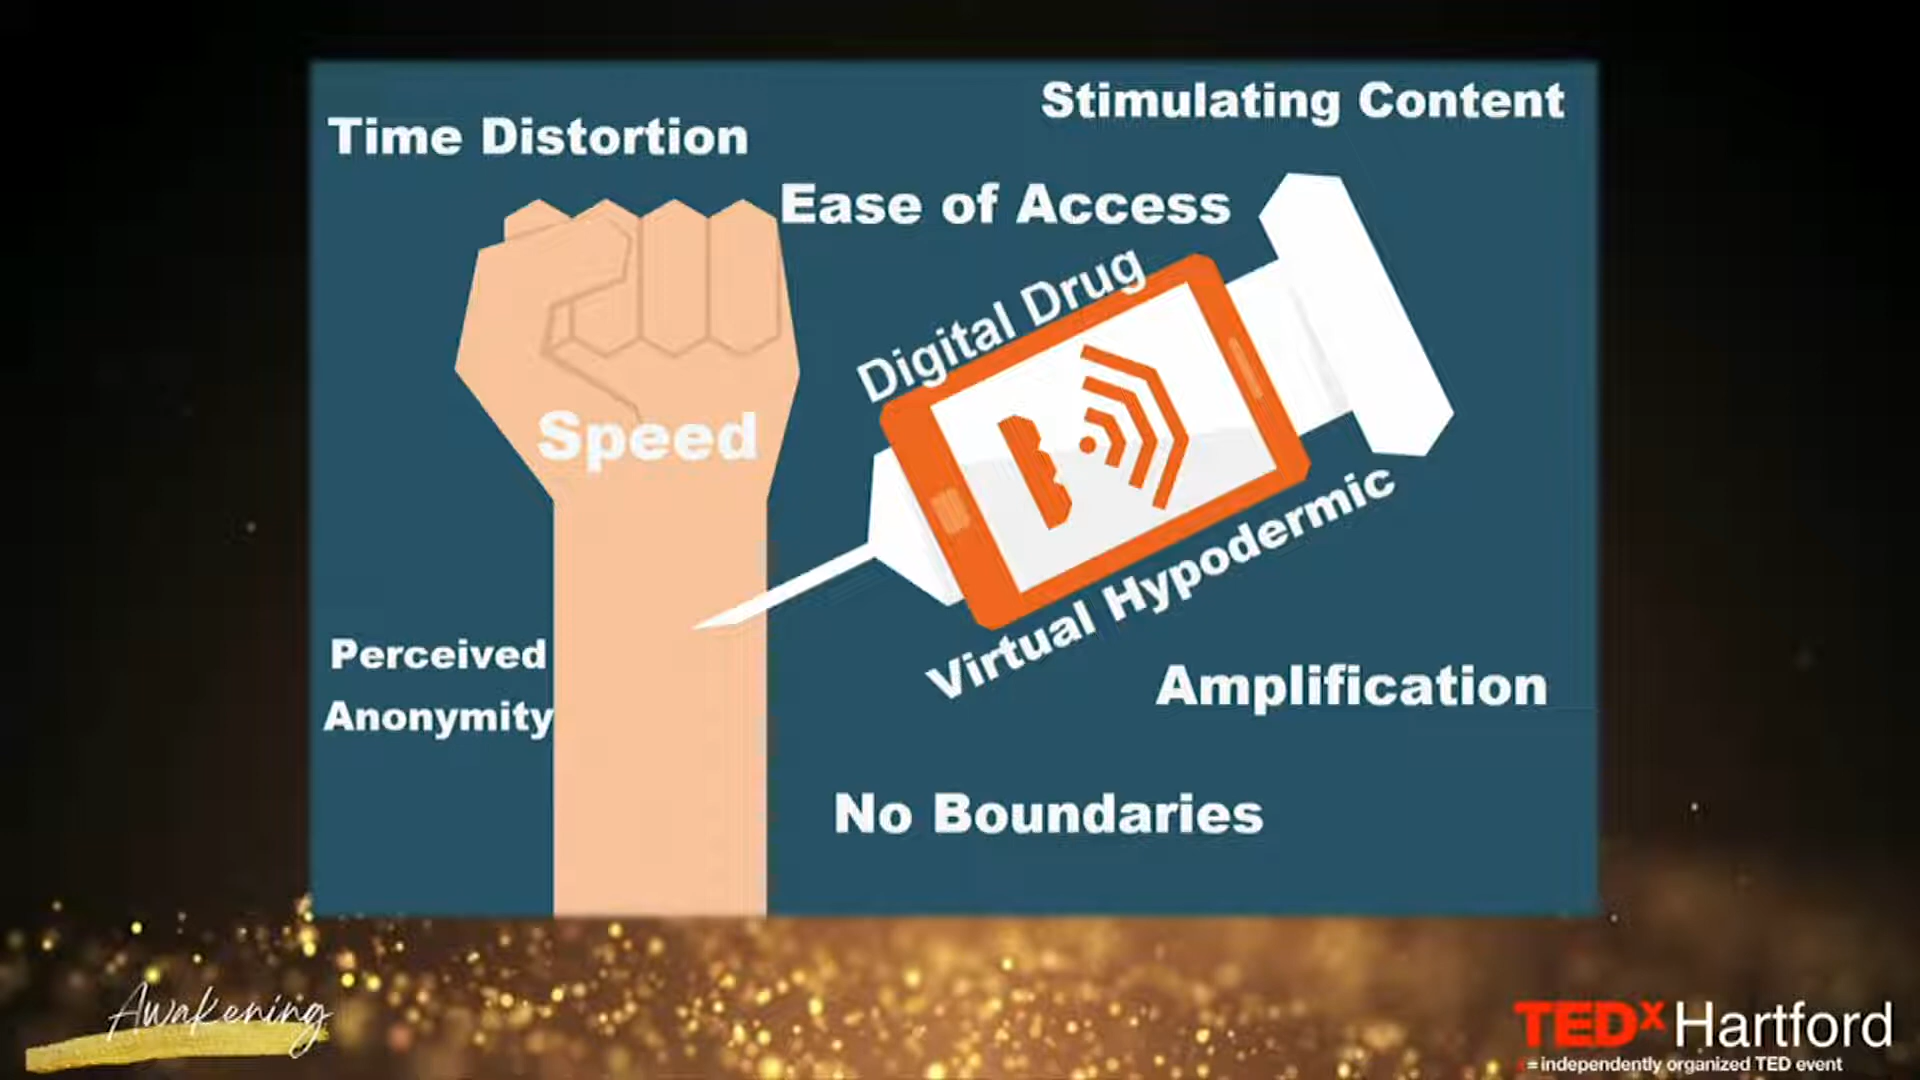 Stimulating Content
Time Distortion
Ease of Access
Digital Drug
Speed
Virtual Hypodermic
Perceived
Anonymity
Amplification
No Boundaries
Awakening
TEDx Hartford
x = independently organized TED event